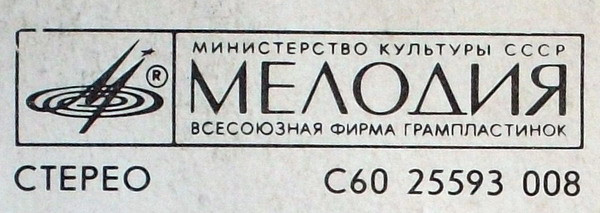 МИНИСТЕРСТВО КУЛЬТУРЫ СССР
®
МЕЛОДИЯ
ВСЕСОЮЗНАЯ ФИРМА ГРАМПЛАСТИНОК
СТЕРЕО С60 25593 008